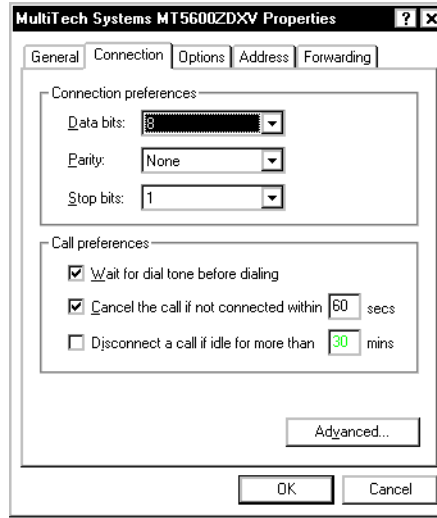 MultiTech Systems MT5600ZDXV Properties ? X
General Connection Options Address Forwarding
Connection preferences
Data bits: 8
Parity: None
Stop bits: 1
Call preferences
Wait for dial tone before dialing
Cancel the call if not connected within 60 secs
Disconnect a call if idle for more than 30 mins
Advanced...
OK Cancel